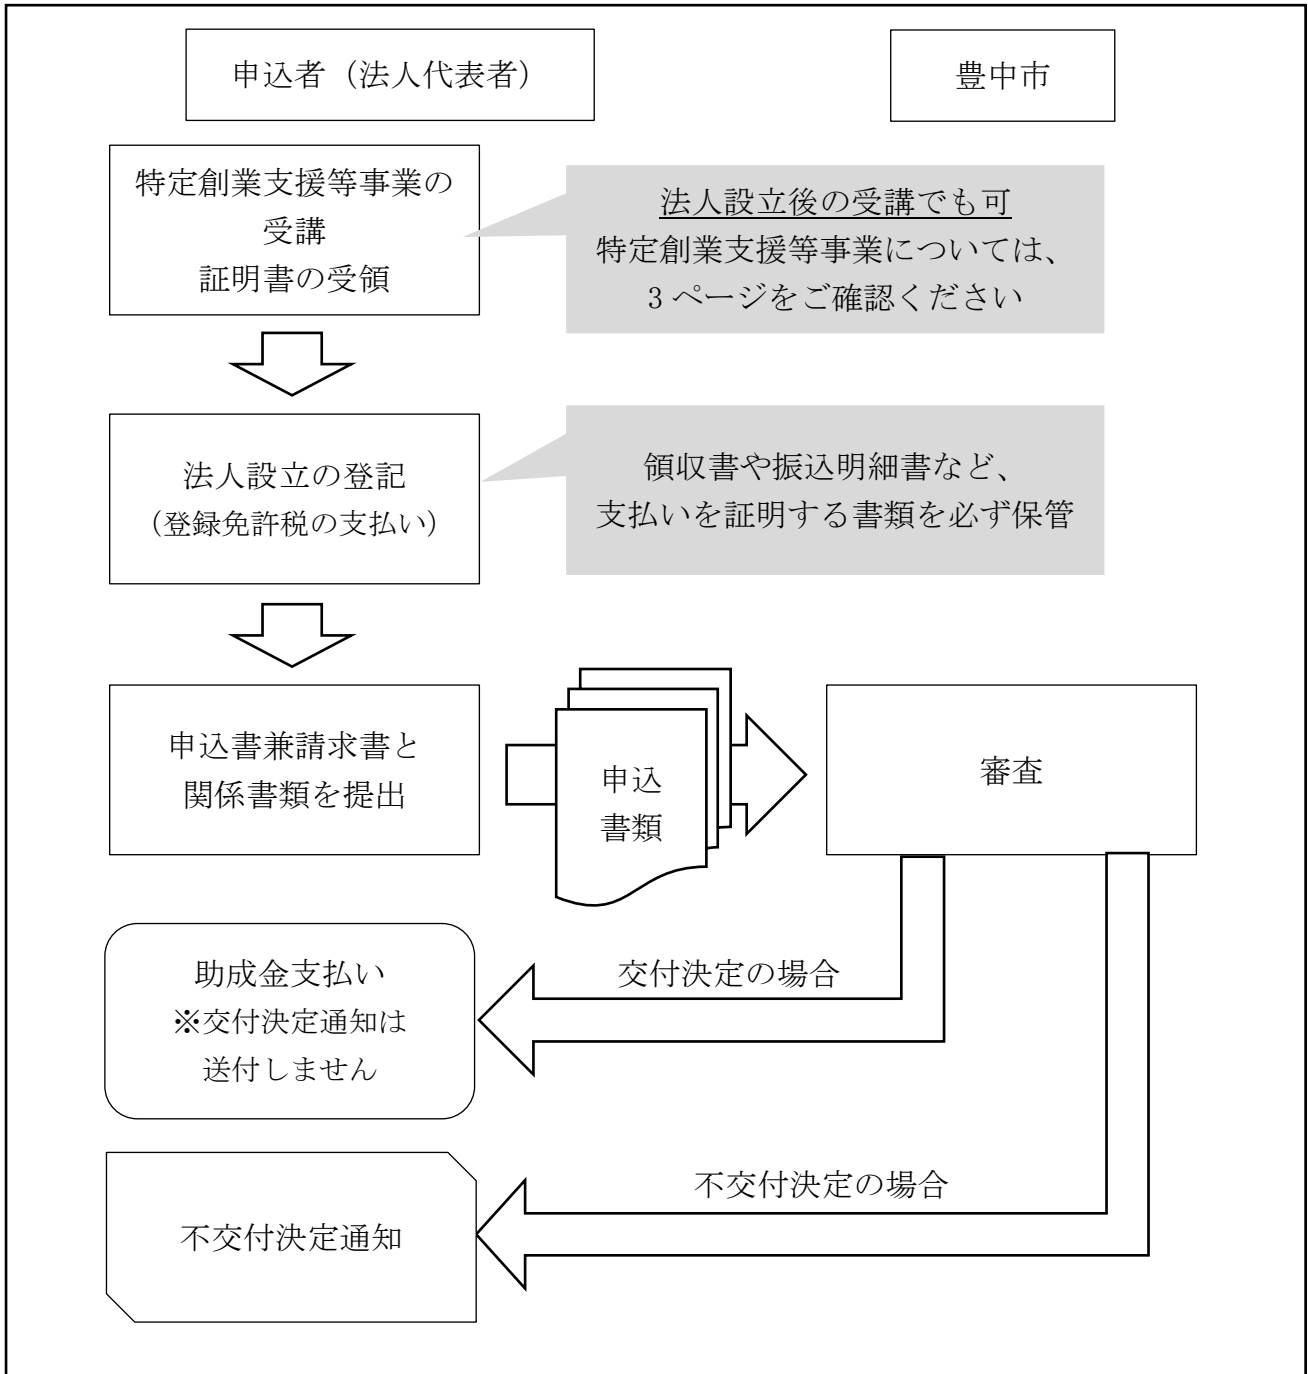 申込者（法人代表者）
豊中市
特定創業支援等事業の
受講
証明書の受領
法人設立後の受講でも可
特定創業支援等事業については、
3 ページをご確認ください
法人設立の登記
（登録免許税の支払い）
領収書や振込明細書など、
支払いを証明する書類を必ず保管
申込書兼請求書と
関係書類を提出
申込
書類
審査
交付決定の場合
助成金支払い
※交付決定通知は
送付しません
不交付決定の場合
不交付決定通知